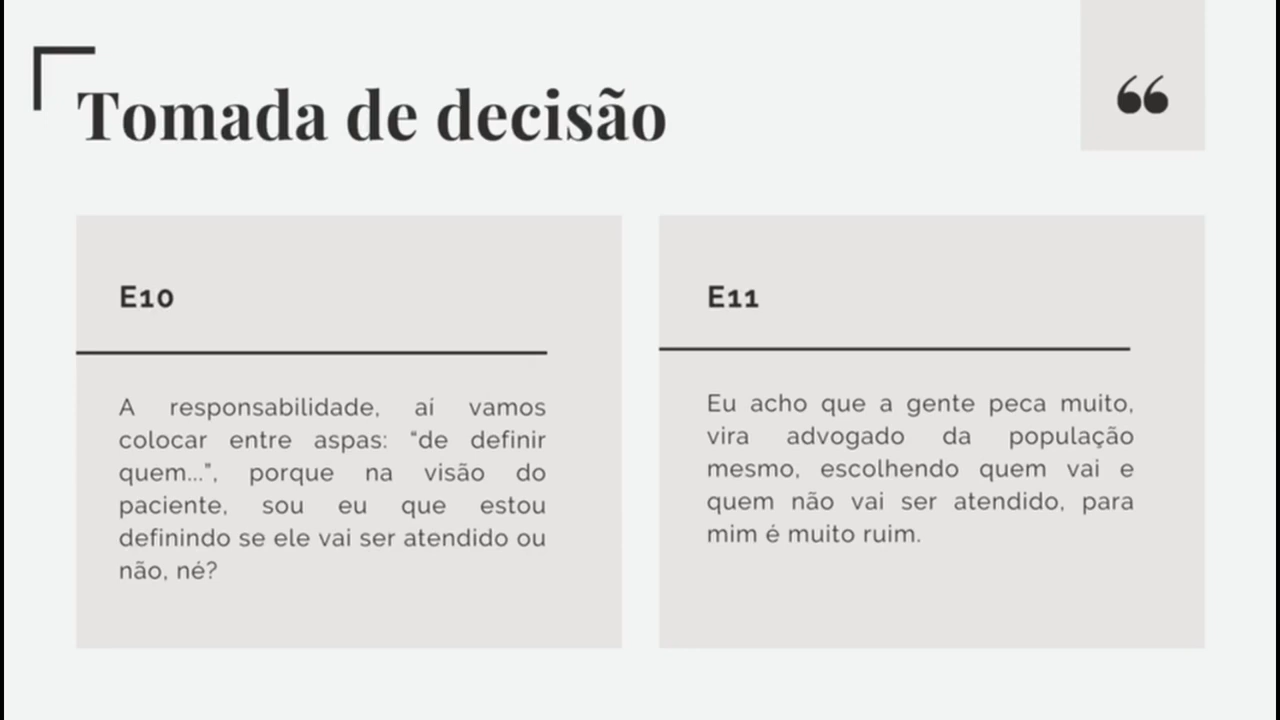 Tomada de decisão
“
E10
A responsabilidade, aí vamos
colocar entre aspas: “de definir
quem...”, porque na visão do
paciente, sou eu que estou
definindo se ele vai ser atendido ou
não, né?
E11
Eu acho que a gente peca muito,
vira advogado da população
mesmo, escolhendo quem vai e
quem não vai ser atendido, para
mim é muito ruim.